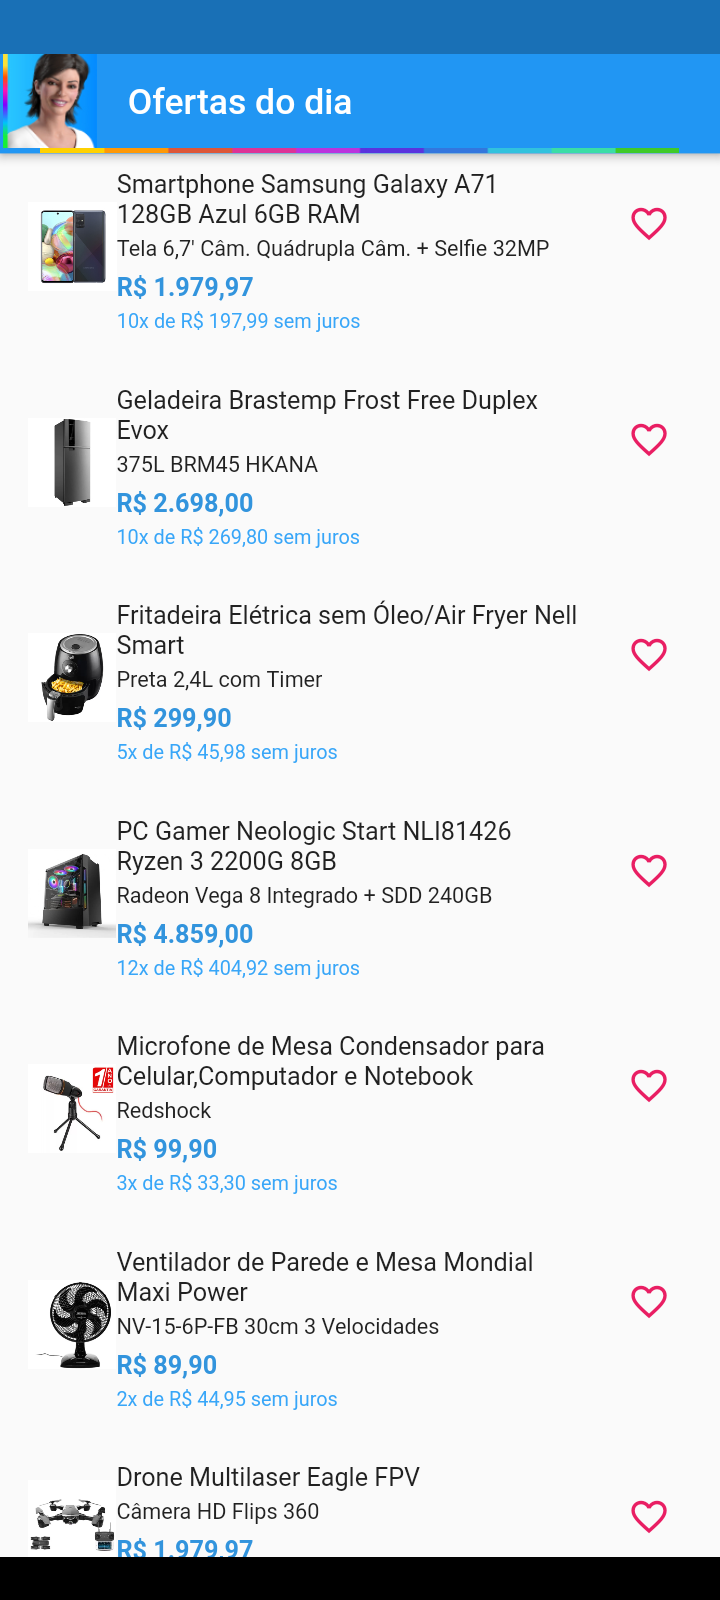 Ofertas do dia
Smartphone Samsung Galaxy A71
128GB Azul 6GB RAM
Tela 6,7' Câm. Quádrupla Câm. + Selfie 32MP
R$ 1.979,97
10x de R$ 197,99 sem juros
Geladeira Brastemp Frost Free Duplex
Evox
375L BRM45 HKANA
R$ 2.698,00
10x de R$ 269,80 sem juros
Fritadeira Elétrica sem Óleo/Air Fryer Nell
Smart
Preta 2,4L com Timer
R$ 299,90
5x de R$ 45,98 sem juros
PC Gamer Neologic Start NLI81426
Ryzen 3 2200G 8GB
Radeon Vega 8 Integrado + SDD 240GB
R$ 4.859,00
12x de R$ 404,92 sem juros
Microfone de Mesa Condensador para
Celular,Computador e Notebook
Redshock
R$ 99,90
3x de R$ 33,30 sem juros
Ventilador de Parede e Mesa Mondial
Maxi Power
NV-15-6P-FB 30cm 3 Velocidades
R$ 89,90
2x de R$ 44,95 sem juros
Drone Multilaser Eagle FPV
Câmera HD Flips 360
R$ 1.979,97